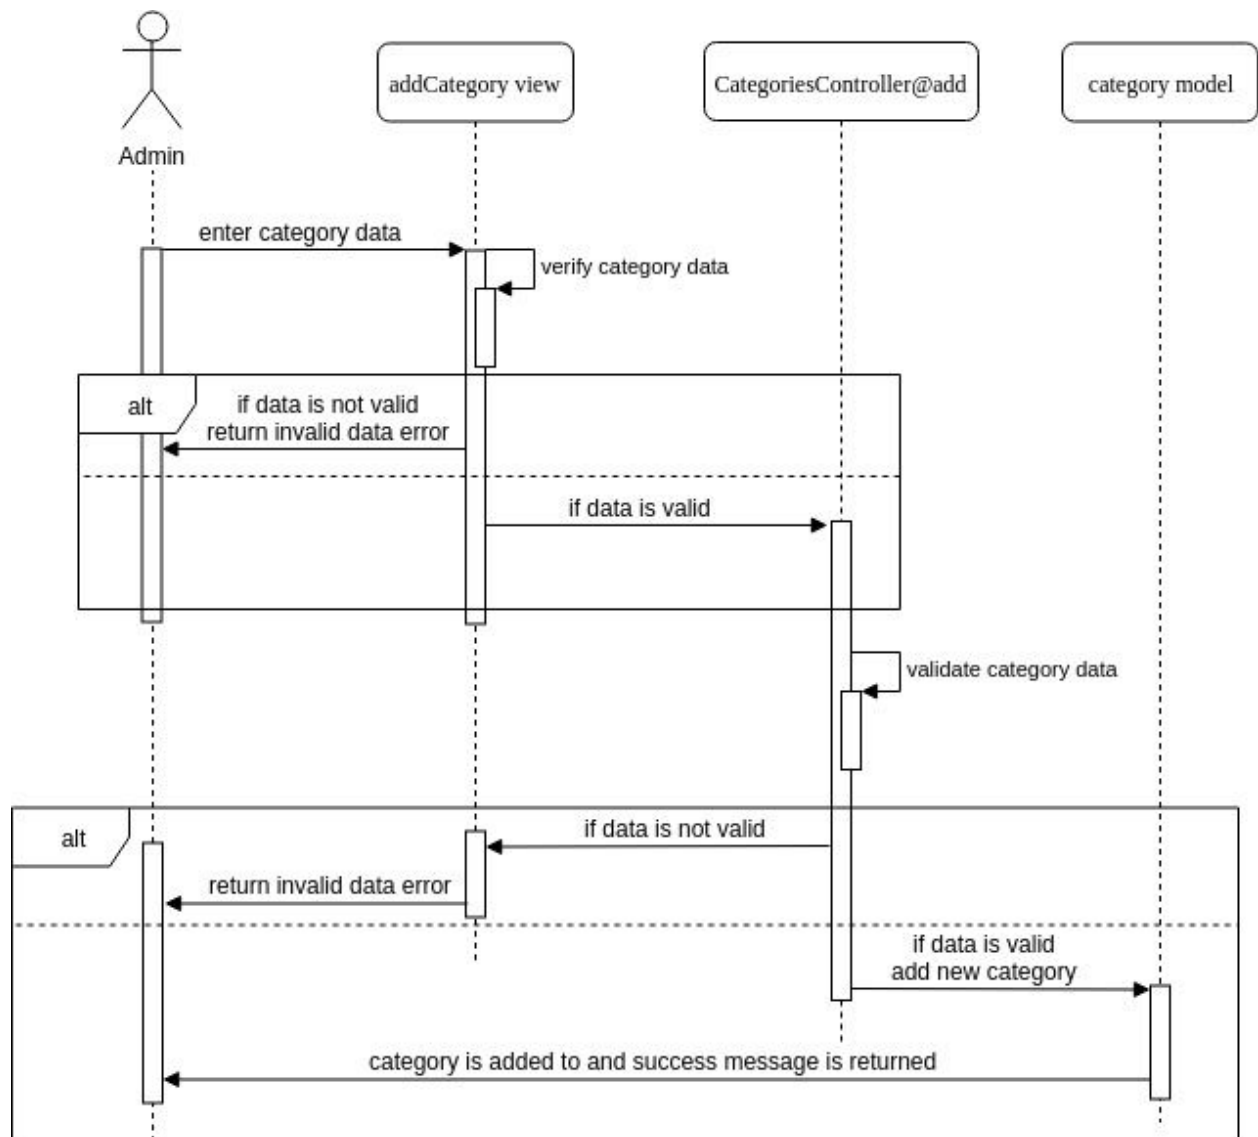 addCategory view
CategoriesController@add
category model
Admin
enter category data
verify category data
alt
if data is not valid
return invalid data error
if data is valid
validate category data
alt
if data is not valid
return invalid data error
if data is valid
add new category
category is added to and success message is returned